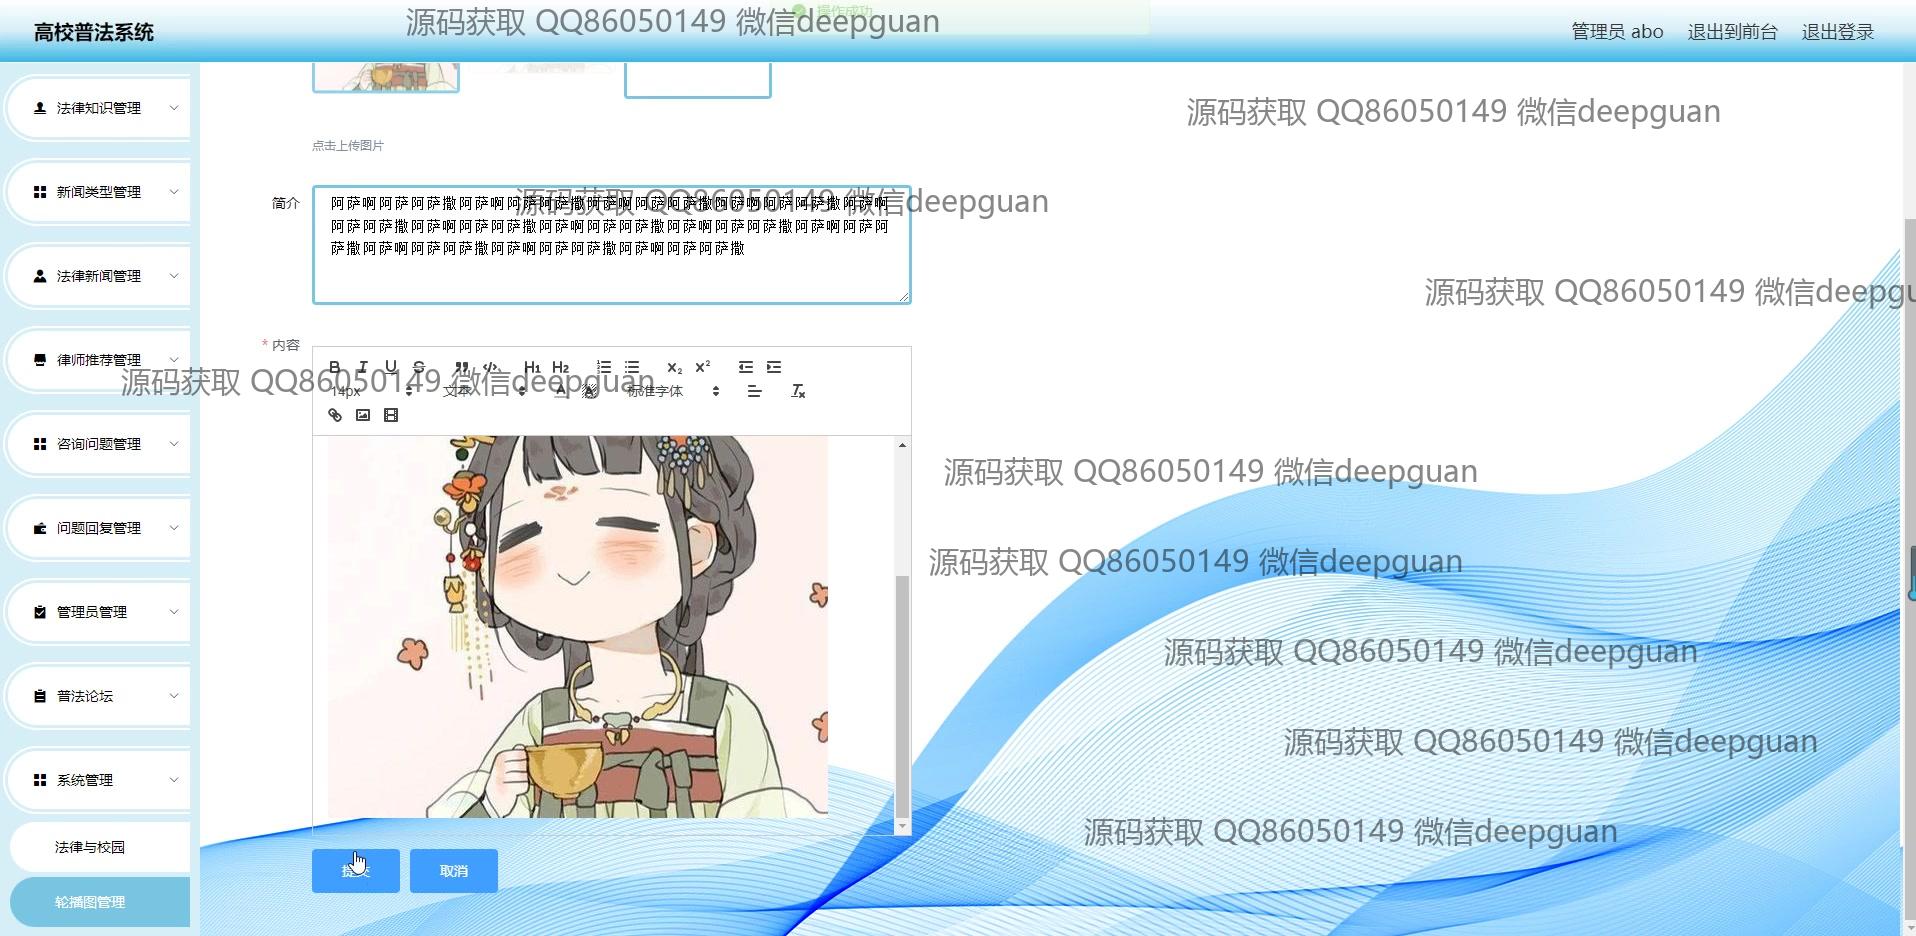 高校普法系统
源码获取 QQ86050149 微信deepguan
操作成功
管理员 abo
退出到前台
退出登录
法律知识管理
新闻类型管理
法律新闻管理
律师推荐管理
咨询问题管理
问题回复管理
管理员管理
普法论坛
系统管理
法律与校园
轮播图管理
源码获取 QQ86050149 微信deepguan
点击上传图片
简介
阿萨啊阿萨阿萨撒阿萨啊阿萨阿萨撒阿萨啊阿萨阿萨撒阿萨啊阿萨阿萨撒阿萨啊
阿萨阿萨撒阿萨啊阿萨阿萨撒阿萨啊阿萨阿萨撒阿萨啊阿萨阿萨撒阿萨啊阿萨阿
萨撒阿萨啊阿萨阿萨撒阿萨啊阿萨阿萨撒阿萨啊阿萨阿萨撒
源码获取 QQ86050149 微信deepguan
源码获取 QQ86050149 微信deepgu
* 内容
B I U S H1 H2 X2 X2
14px 文本 标准字体
源码获取 QQ86050149 微信deepguan
源码获取 QQ86050149 微信deepguan
源码获取 QQ86050149 微信deepguan
源码获取 QQ86050149 微信deepguan
源码获取 QQ86050149 微信deepguan
源码获取 QQ86050149 微信deepguan
提交
取消